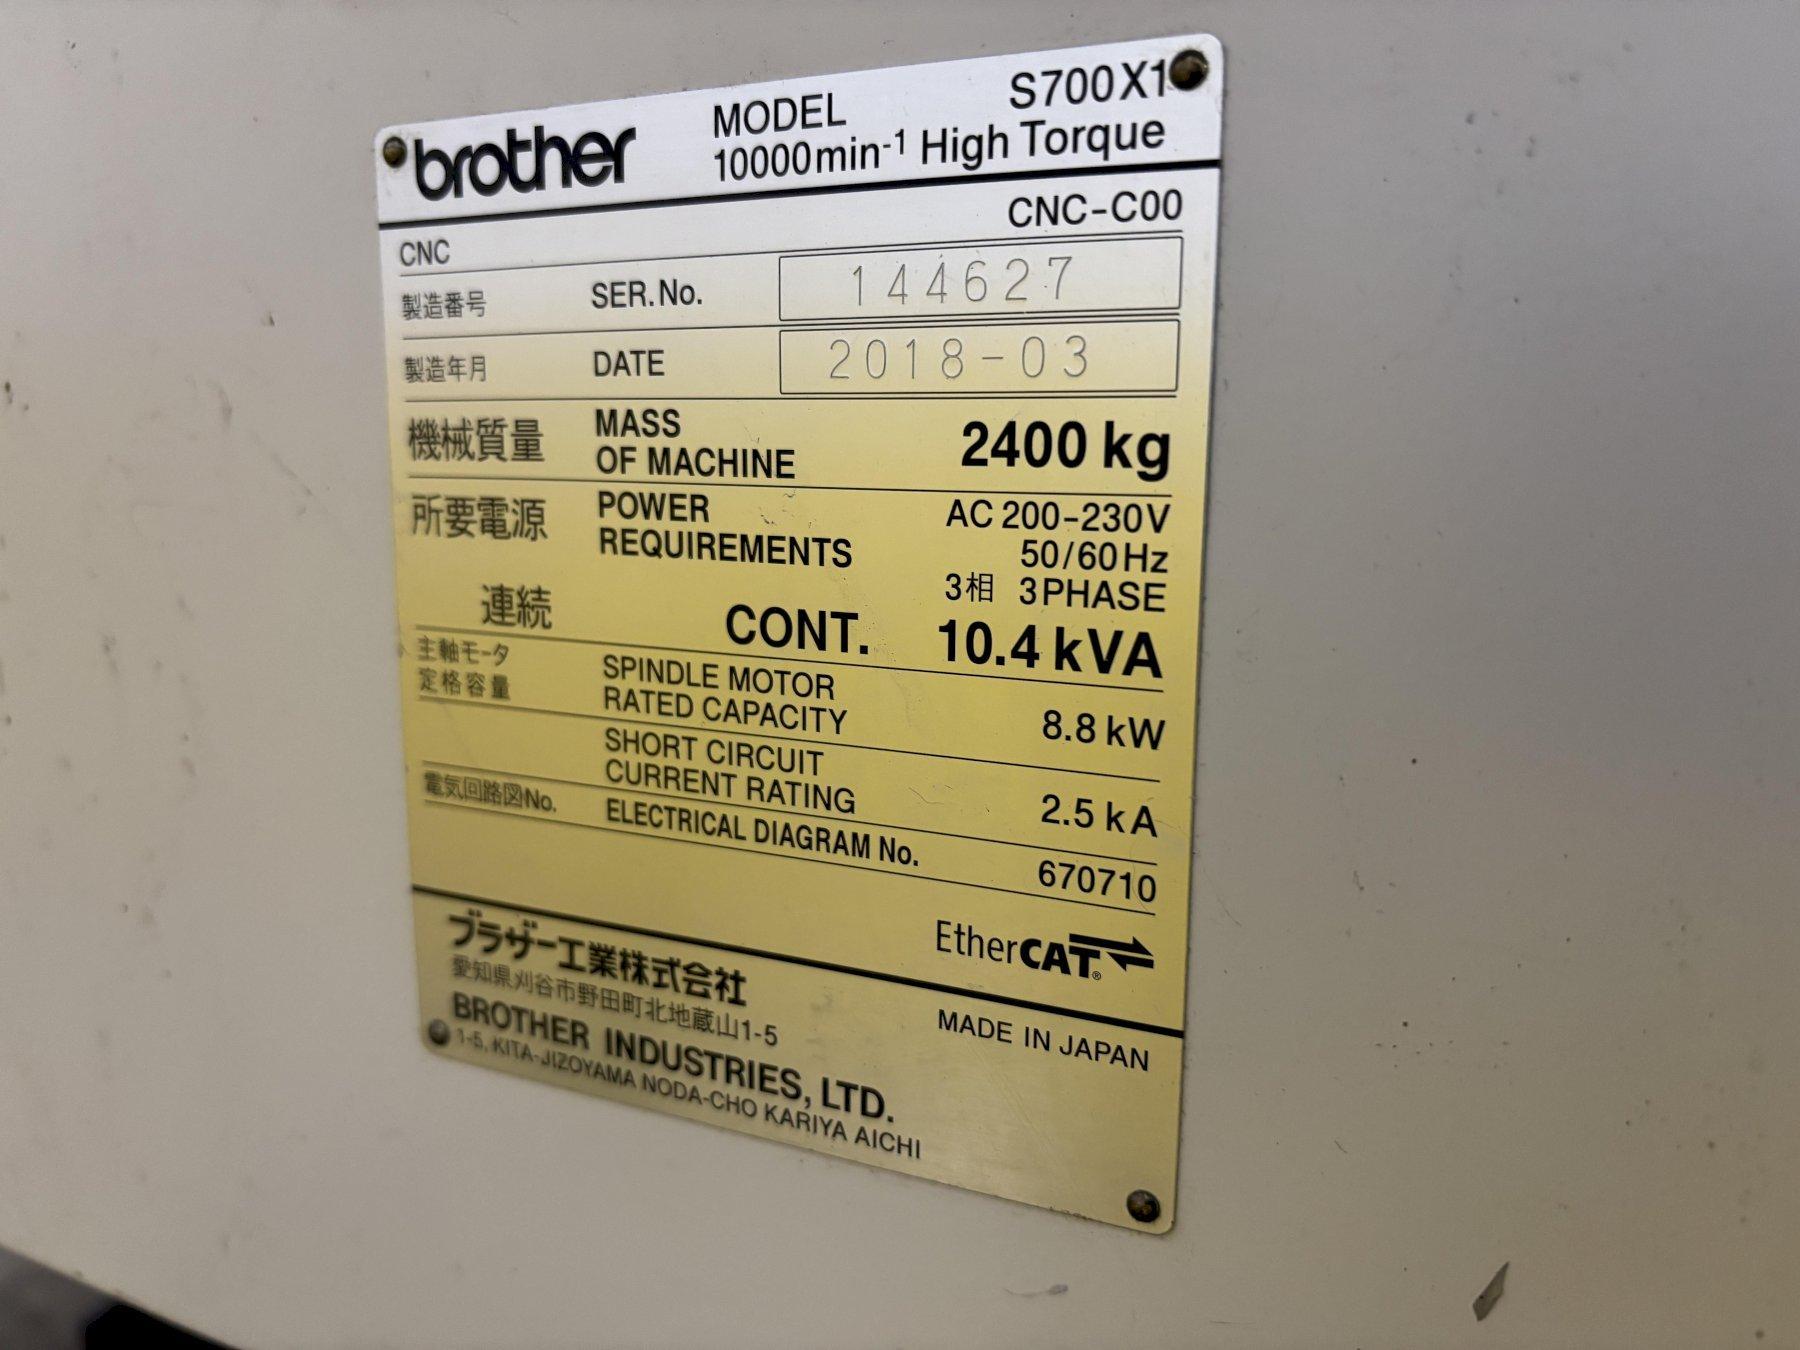 brother
MODEL S700X1
10000min-1 High Torque
CNC CNC-C00
製造番号 SER.No. 144627
製造年月 DATE 2018-03
機械質量 MASS OF MACHINE 2400 kg
所要電源 POWER REQUIREMENTS AC 200-230V
50/60Hz
3相 3PHASE
連続 CONT. 10.4 kVA
主軸モータ 定格容量 SPINDLE MOTOR RATED CAPACITY 8.8 kW
SHORT CIRCUIT CURRENT RATING 2.5 kA
電気回路図No. ELECTRICAL DIAGRAM No. 670710
EtherCAT®
ブラザー工業株式会社
愛知県刈谷市野田町北地蔵山1-5
BROTHER INDUSTRIES, LTD.
1-5, KITA-JIZOYAMA NODA-CHO KARIYA AICHI
MADE IN JAPAN